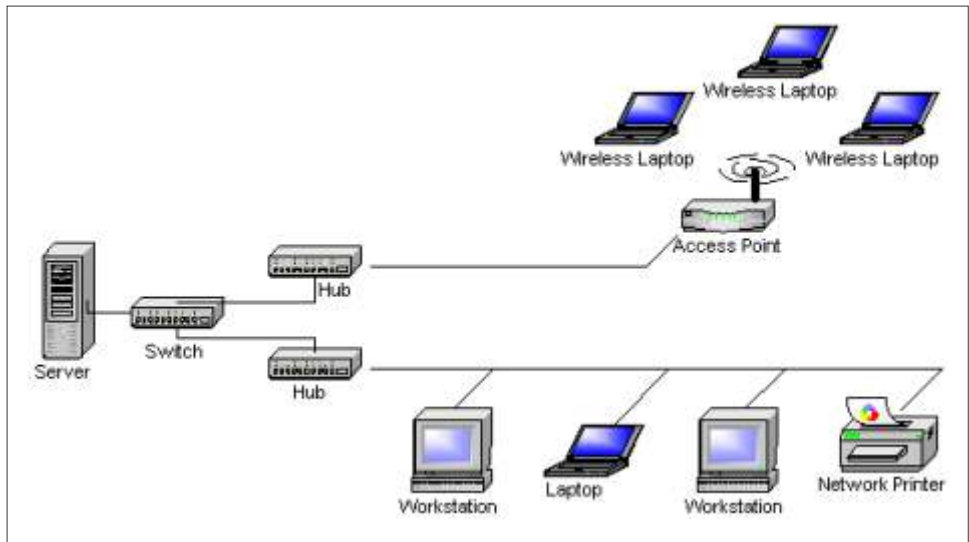 Wireless Laptop
Wireless Laptop
Wireless Laptop
Access Point
Hub
Switch
Server
Hub
Workstation
Laptop
Workstation
Network Printer